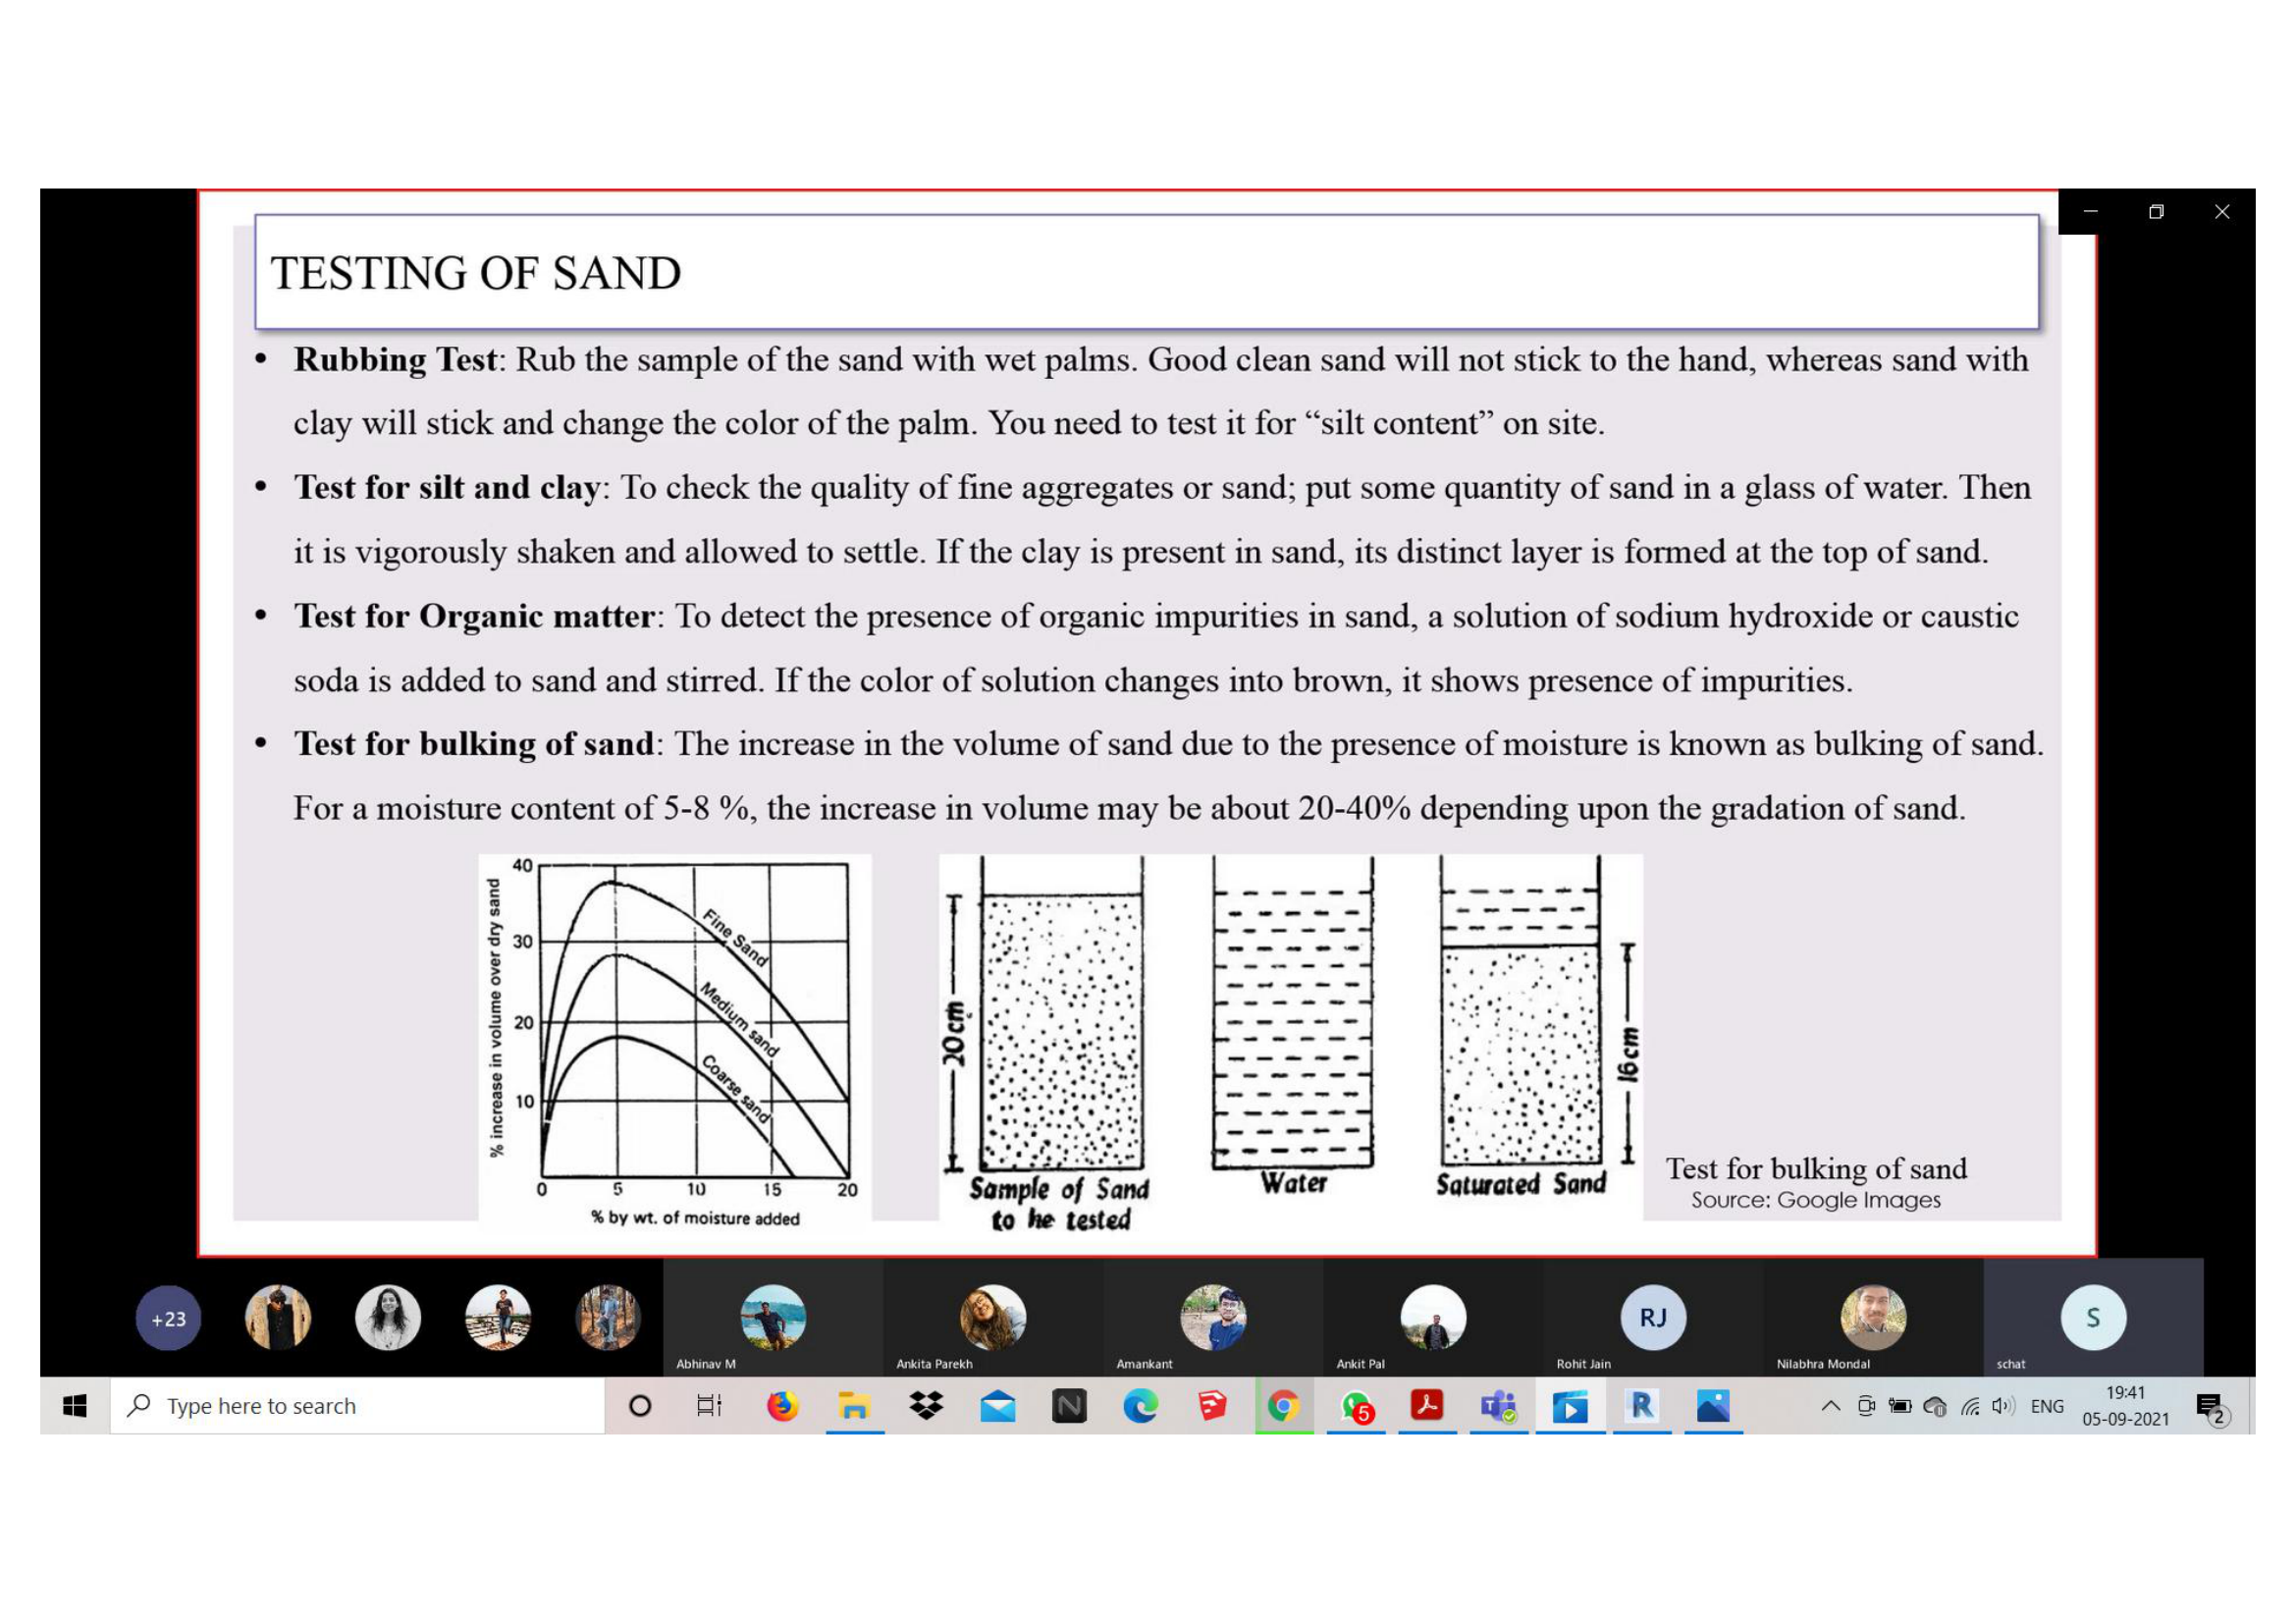 TESTING OF SAND
• Rubbing Test: Rub the sample of the sand with wet palms. Good clean sand will not stick to the hand, whereas sand with
clay will stick and change the color of the palm. You need to test it for “silt content” on site.
• Test for silt and clay: To check the quality of fine aggregates or sand; put some quantity of sand in a glass of water. Then
it is vigorously shaken and allowed to settle. If the clay is present in sand, its distinct layer is formed at the top of sand.
• Test for Organic matter: To detect the presence of organic impurities in sand, a solution of sodium hydroxide or caustic
soda is added to sand and stirred. If the color of solution changes into brown, it shows presence of impurities.
• Test for bulking of sand: The increase in the volume of sand due to the presence of moisture is known as bulking of sand.
For a moisture content of 5-8 %, the increase in volume may be about 20-40% depending upon the gradation of sand.
% increase in volume over dry sand
40
30
20
10
Fine Sand
Medium sand
Coarse sand
0 5 10 15 20
% by wt. of moisture added
20cm
Sample of Sand
to he tested
Water
Saturated Sand
16cm
Test for bulking of sand
Source: Google Images
+23
RJ
S
Abhinav M
Ankita Parekh
Amankant
Ankit Pal
Rohit Jain
Nilabhra Mondal
schat
Type here to search
N
5
T
R
ENG
19:41
05-09-2021
2